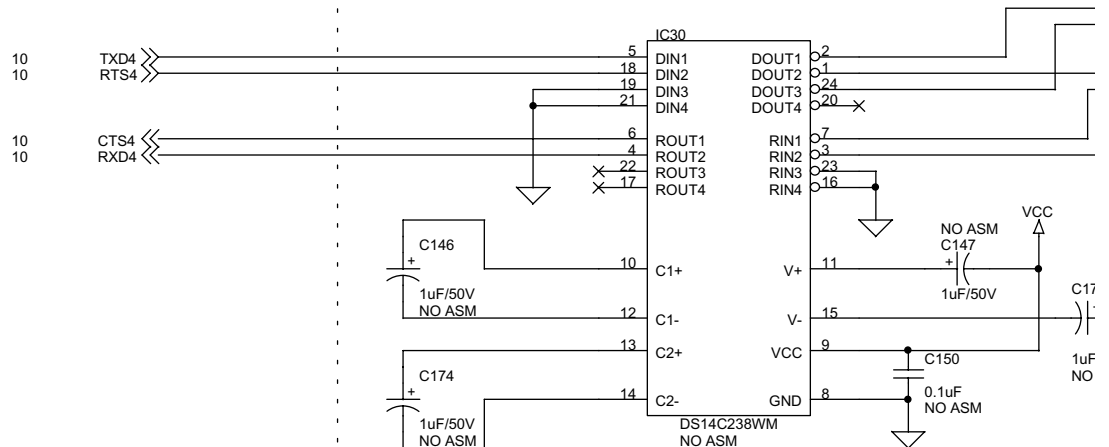 IC30
10 TXD4 5 DIN1 DOUT1 2
10 RTS4 18 DIN2 DOUT2 1
19 DIN3 DOUT3 24
21 DIN4 DOUT4 20
10 CTS4 6 ROUT1 RIN1 7
10 RXD4 4 ROUT2 RIN2 3
22 ROUT3 RIN3 23
17 ROUT4 RIN4 16
VCC
NO ASM
C146 C147
+ 10 C1+ V+ 11 +
1uF/50V 1uF/50V C17
NO ASM
12 C1- V- 15
13 C2+ VCC 9
C174 C150 1uF
NO
+ 14 C2- GND 8 0.1uF
NO ASM
1uF/50V DS14C238WM
NO ASM NO ASM